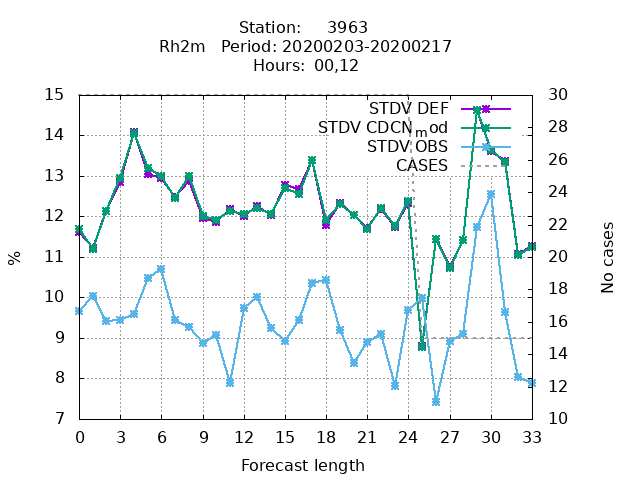 Station:     3963
Rh2m   Period: 20200203-20200217
Hours:  00,12
STDV DEF
STDV CDCNmod
STDV OBS
CASES
15
14
13
12
11
10
9
8
7
30
28
26
24
22
20
18
16
14
12
10
0 3 6 9 12 15 18 21 24 27 30 33
%
No cases
Forecast length